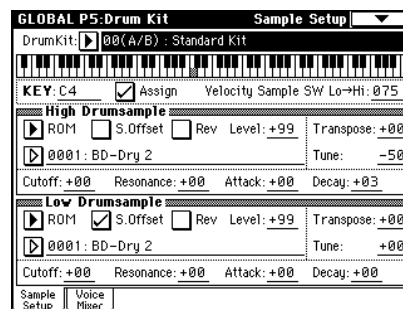 GLOBAL P5:Drum Kit Sample Setup
DrumKit: 00(A/B) : Standard Kit
KEY: C4 Assign Velocity Sample SW Lo→Hi: 075
High Drumsample
ROM S.Offset Rev Level: +99 Transpose: +00
0001: BD-Dry 2 Tune: -50
Cutoff: +00 Resonance: +00 Attack: +00 Decay: +03
Low Drumsample
ROM S.Offset Rev Level: +99 Transpose: +00
0001: BD-Dry 2 Tune: +00
Cutoff: +00 Resonance: +00 Attack: +00 Decay: +00
Sample Setup Voice Mixer